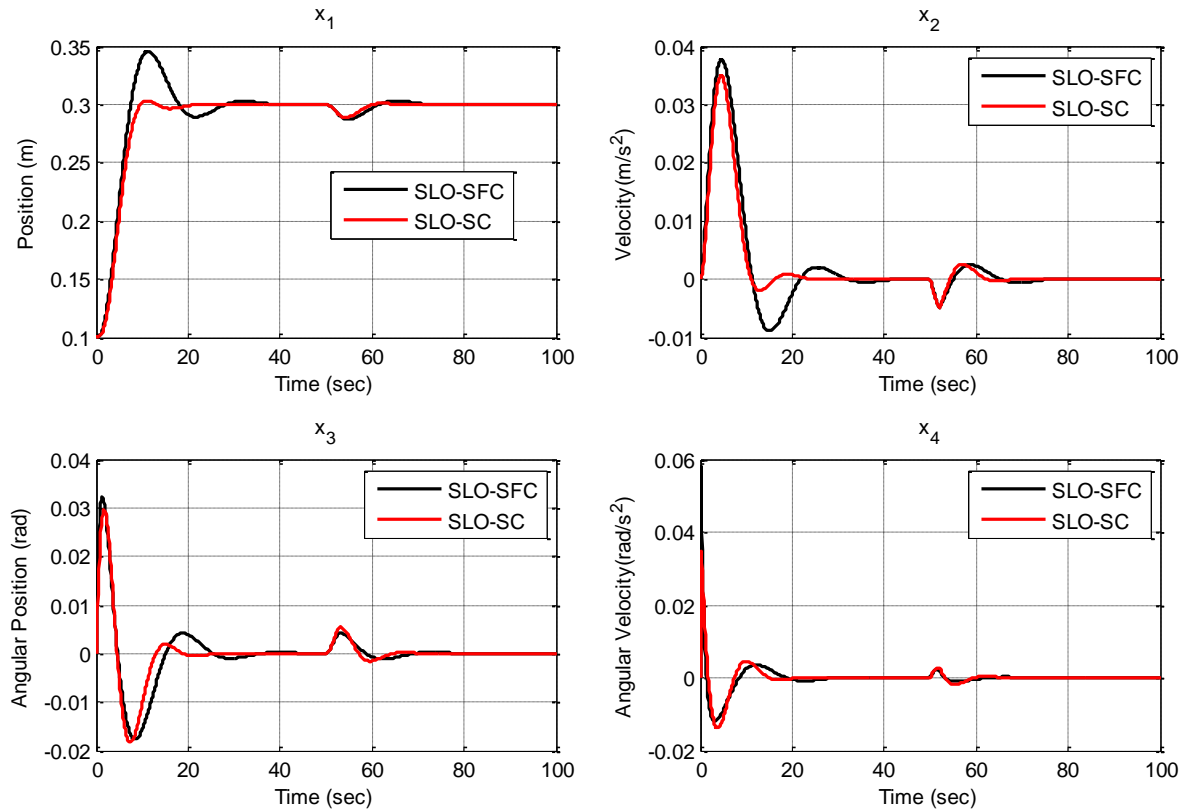 x1
0.35
0.3
0.25
0.2
0.15
0.1
Position (m)
SLO-SFC
SLO-SC
0 20 40 60 80 100
Time (sec)
x2
0.04
0.03
0.02
0.01
0
-0.01
Velocity(m/s2)
SLO-SFC
SLO-SC
0 20 40 60 80 100
Time (sec)
x3
0.04
0.03
0.02
0.01
0
-0.01
-0.02
Angular Position (rad)
SLO-SFC
SLO-SC
0 20 40 60 80 100
Time (sec)
x4
0.06
0.04
0.02
0
-0.02
Angular Velocity(rad/s2)
SLO-SFC
SLO-SC
0 20 40 60 80 100
Time (sec)